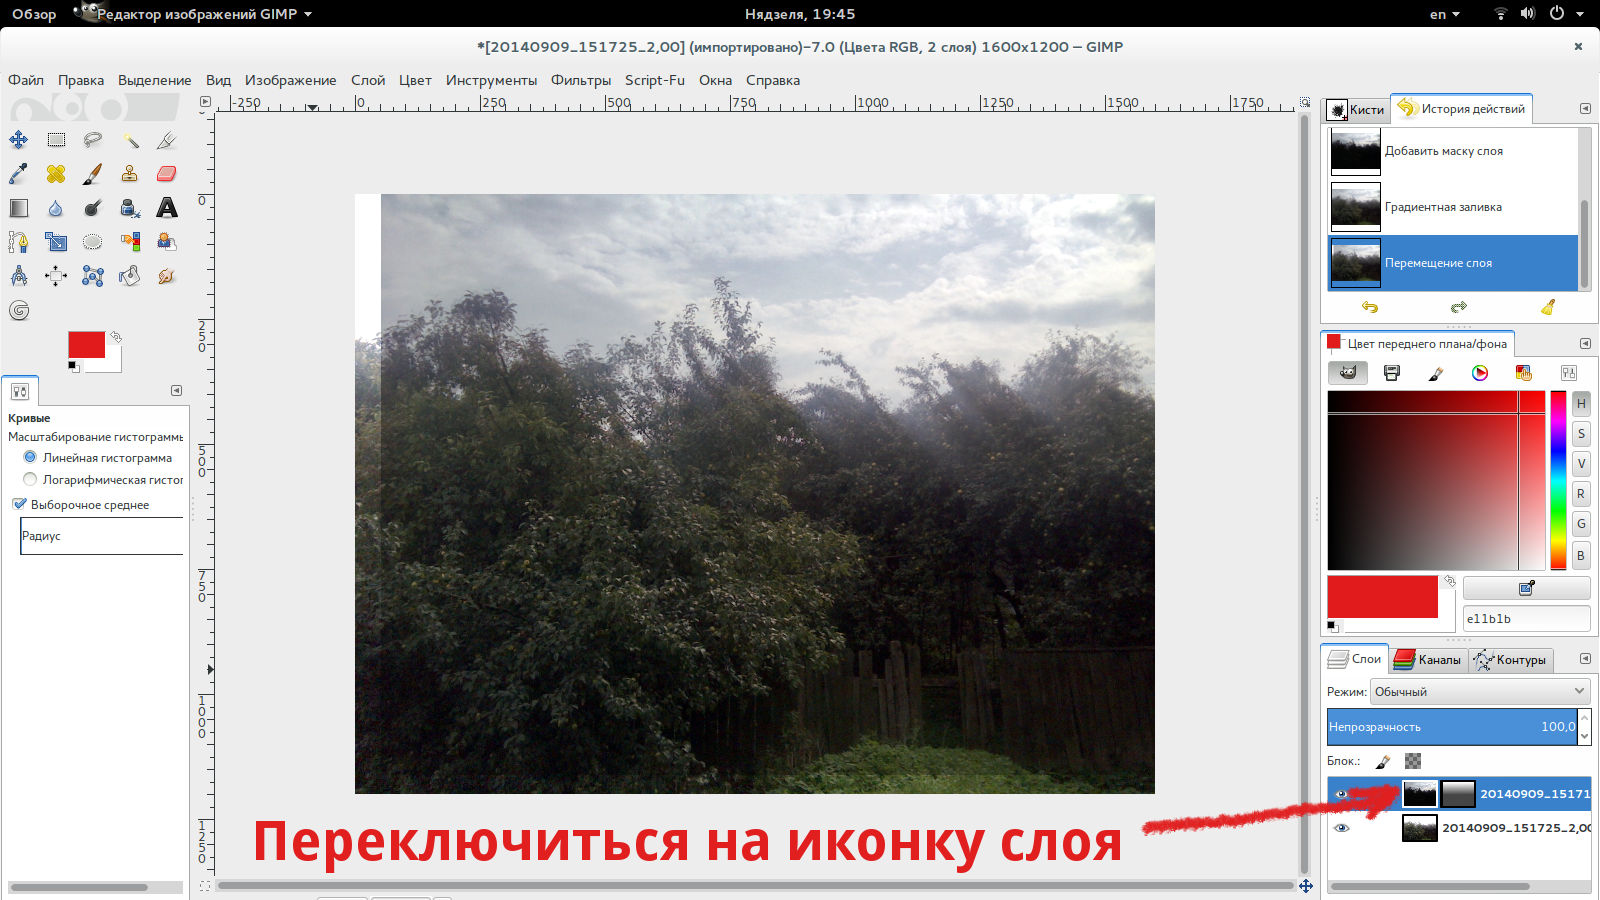 Обзор Редактор изображений GIMP Нядзеля, 19:45 en
*[20140909_151725_2,00] (импортировано)-7.0 (Цвета RGB, 2 слоя) 1600x1200 – GIMP
Файл Правка Выделение Вид Изображение Слой Цвет Инструменты Фильтры Script-Fu Окна Справка
-250 0 250 500 750 1000 1250 1500 1750
Кисти История действий
Добавить маску слоя
Градиентная заливка
Перемещение слоя
0
250
500
750
1000
1250
Кривые
Масштабирование гистограммы
Линейная гистограмма
Логарифмическая гистог
Выборочное среднее
Радиус
Цвет переднего плана/фона
H
S
V
R
G
B
e11b1b
Слои Каналы Контуры
Режим: Обычный
Непрозрачность 100,0
Блок.:
20140909_15171
20140909_151725_2,00
Переключиться на иконку слоя